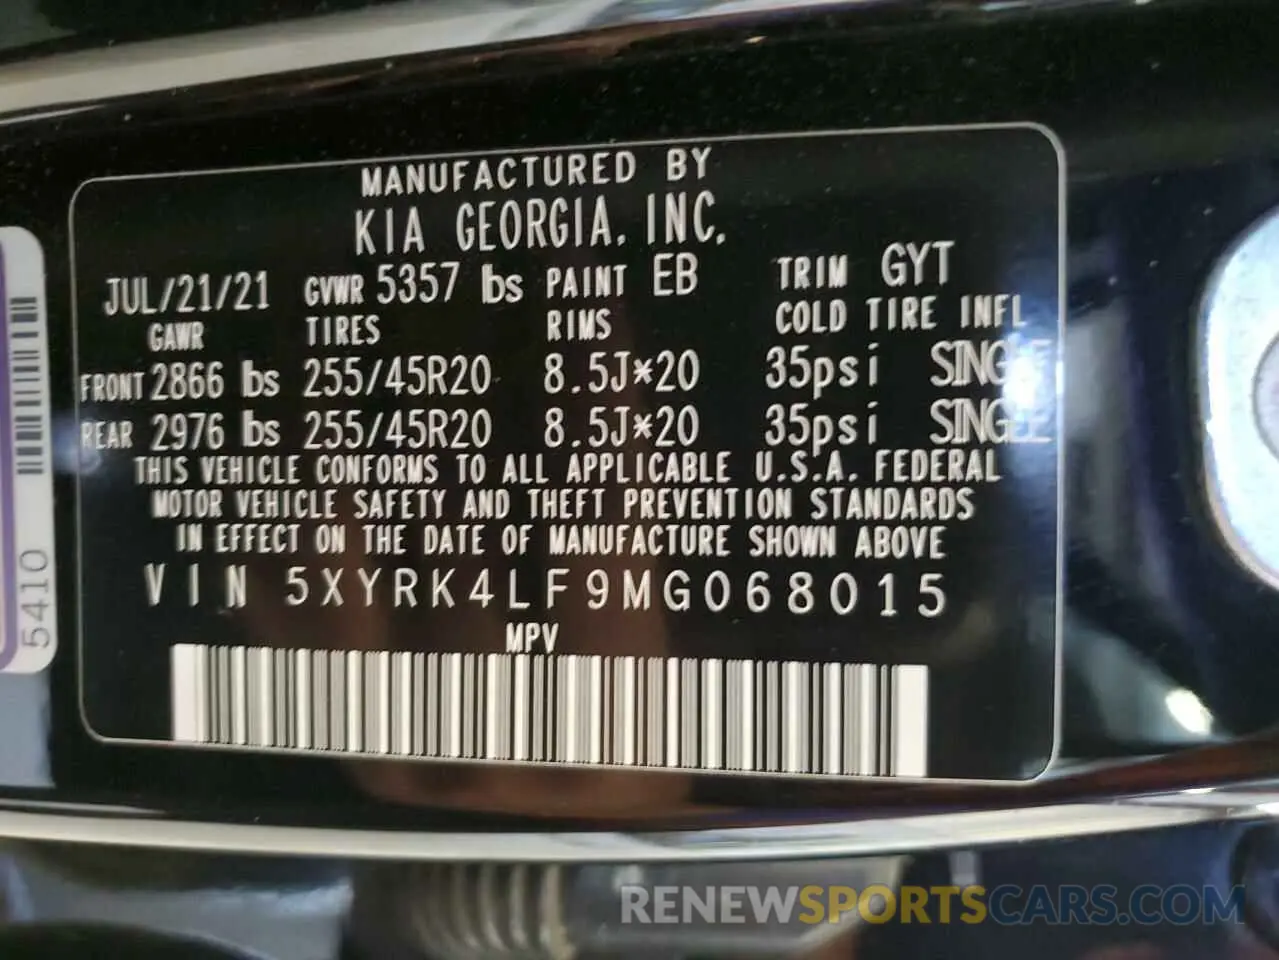 MANUFACTURED BY
KIA GEORGIA, INC.
JUL/21/21 GVWR 5357 lbs PAINT EB TRIM GYT
GAWR TIRES RIMS COLD TIRE INFL
FRONT 2866 lbs 255/45R20 8.5J*20 35psi SINGLE
REAR 2976 lbs 255/45R20 8.5J*20 35psi SINGLE
THIS VEHICLE CONFORMS TO ALL APPLICABLE U.S.A. FEDERAL
MOTOR VEHICLE SAFETY AND THEFT PREVENTION STANDARDS
IN EFFECT ON THE DATE OF MANUFACTURE SHOWN ABOVE
VIN 5XYRK4LF9MG068015
MPV
5410
RENEWSPORTSCARS.COM